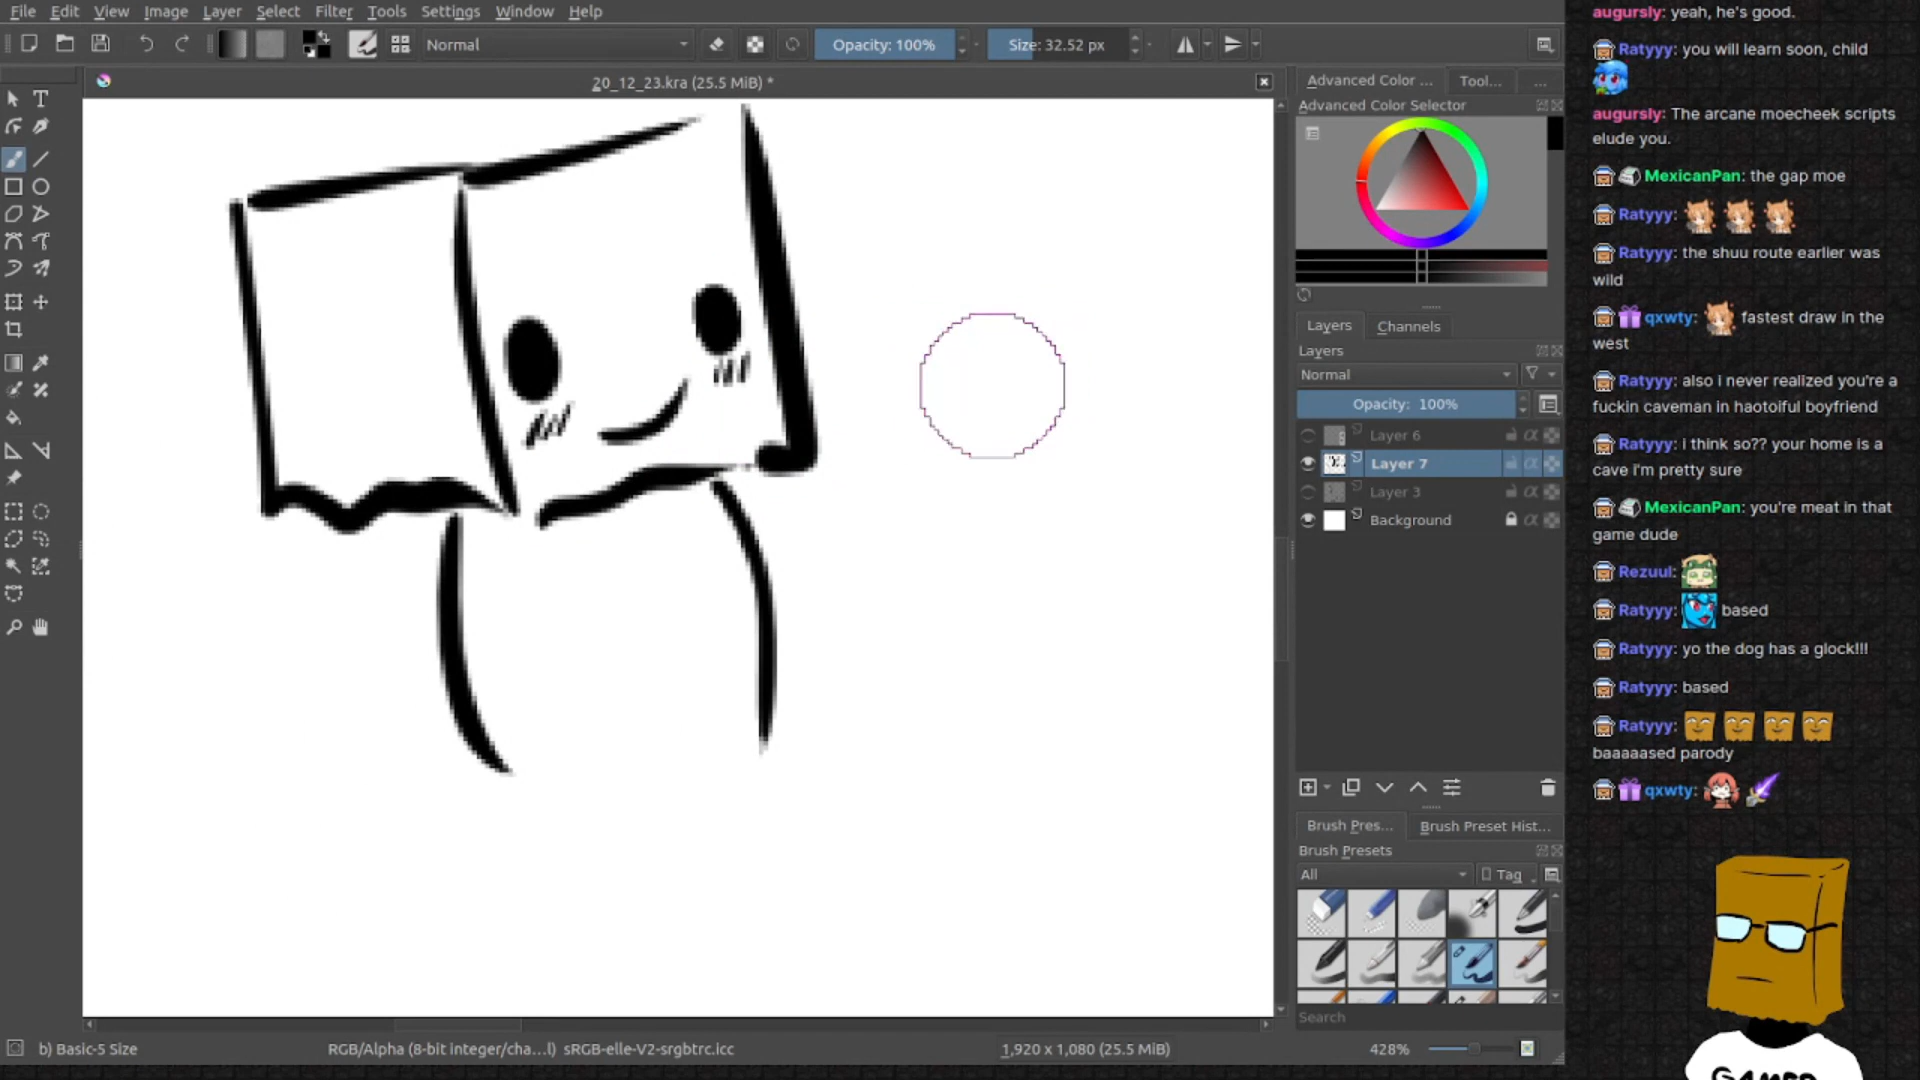 File Edit View Image Layer Select Filter Tools Settings Window Help
Normal Opacity: 100% Size: 32.52 px
20_12_23.kra (25.5 MiB) *
Advanced Color ... Tool... ...
Advanced Color Selector
Layers Channels
Layers
Normal
Opacity: 100%
Layer 6
Layer 7
Layer 3
Background
Brush Pres... Brush Preset Hist...
Brush Presets
All Tag
Search
b) Basic-5 Size RGB/Alpha (8-bit integer/cha...l) sRGB-elle-V2-srgbtrc.icc 1,920 x 1,080 (25.5 MiB) 428%
augursly: yeah, he's good.
Ratyyy: you will learn soon, child
augursly: The arcane moecheek scripts
elude you.
MexicanPan: the gap moe
Ratyyy:
Ratyyy: the shuu route earlier was
wild
qxwty: fastest draw in the
west
Ratyyy: also i never realized you're a
fuckin caveman in haotoiful boyfriend
Ratyyy: i think so?? your home is a
cave i'm pretty sure
MexicanPan: you're meat in that
game dude
Rezuul:
Ratyyy: based
Ratyyy: yo the dog has a glock!!!
Ratyyy: based
Ratyyy:
baaaaased parody
qxwty:
GAMER